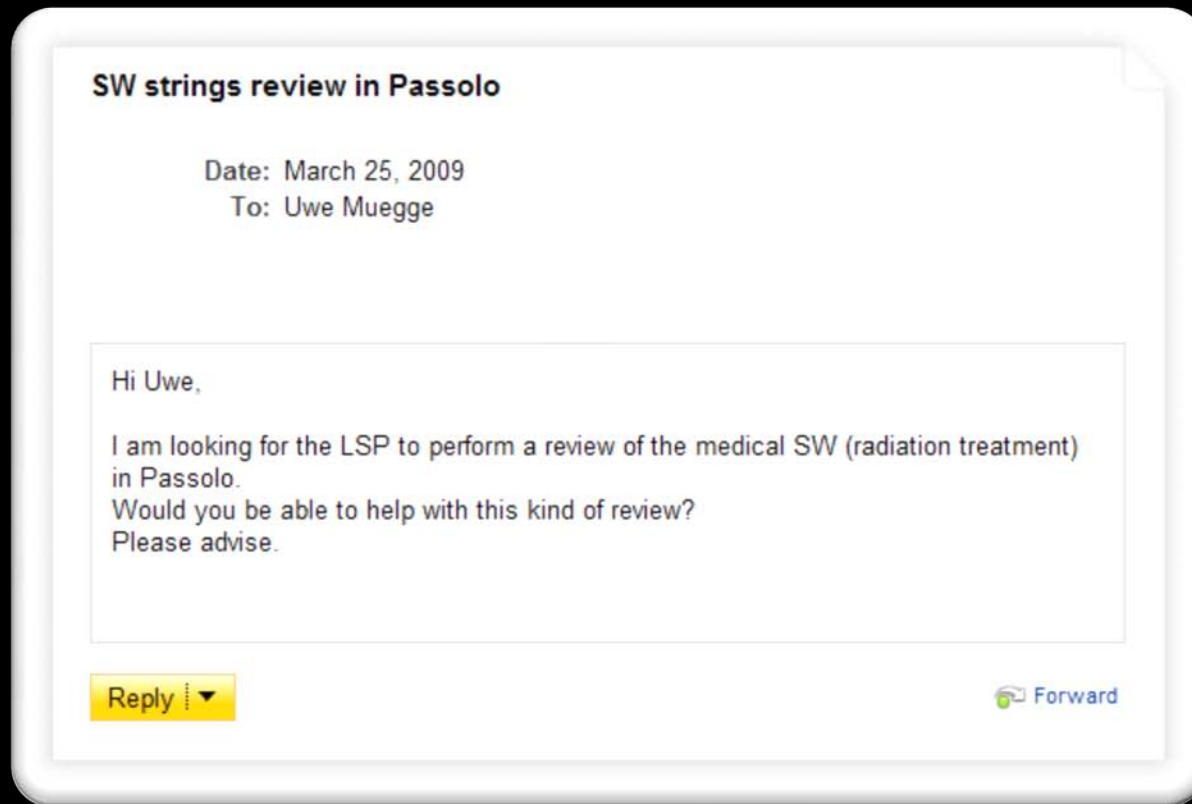 SW strings review in Passolo
Date: March 25, 2009
To: Uwe Muegge
Hi Uwe,
I am looking for the LSP to perform a review of the medical SW (radiation treatment)
in Passolo.
Would you be able to help with this kind of review?
Please advise.
Reply
Forward